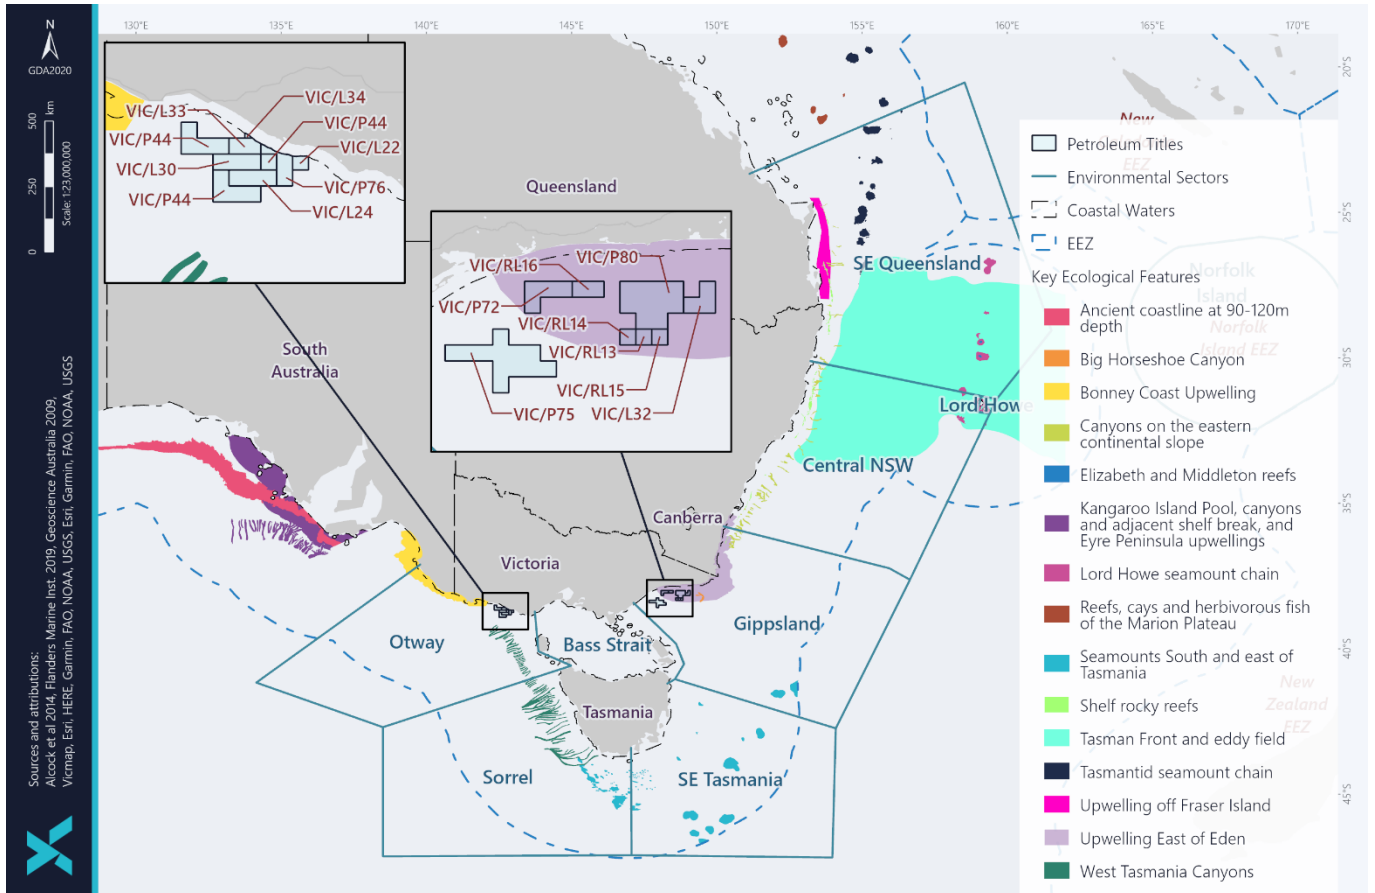 130°E
135°E
140°E
145°E
150°E
155°E
160°E
165°E
170°E
N
GDA2020
km
500
250
0
Scale: 1:23,000,000
Sources and attributions:
Alcock et al 2014, Flanders Marine Inst. 2019, Geoscience Australia 2009,
Vicmap, Esri, HERE, Garmin, FAO, NOAA, USGS, Esri, Garmin, FAO, NOAA, USGS
VIC/L33
VIC/L34
VIC/P44
VIC/P44
VIC/L22
VIC/L30
VIC/P76
VIC/P44
VIC/L24
VIC/RL16
VIC/P80
VIC/P72
VIC/RL14
VIC/RL13
VIC/RL15
VIC/P75
VIC/L32
Queensland
South
Australia
SE Queensland
Lord Howe
Central NSW
Canberra
Victoria
Otway
Bass Strait
Gippsland
Tasmania
Sorrel
SE Tasmania
New
EEZ
Norfolk
Island
Norfolk
Island EEZ
New
Zealand
EEZ
20°S
25°S
30°S
35°S
40°S
45°S
Petroleum Titles
Environmental Sectors
Coastal Waters
EEZ
Key Ecological Features
Ancient coastline at 90-120m
depth
Big Horseshoe Canyon
Bonney Coast Upwelling
Canyons on the eastern
continental slope
Elizabeth and Middleton reefs
Kangaroo Island Pool, canyons
and adjacent shelf break, and
Eyre Peninsula upwellings
Lord Howe seamount chain
Reefs, cays and herbivorous fish
of the Marion Plateau
Seamounts South and east of
Tasmania
Shelf rocky reefs
Tasman Front and eddy field
Tasmantid seamount chain
Upwelling off Fraser Island
Upwelling East of Eden
West Tasmania Canyons